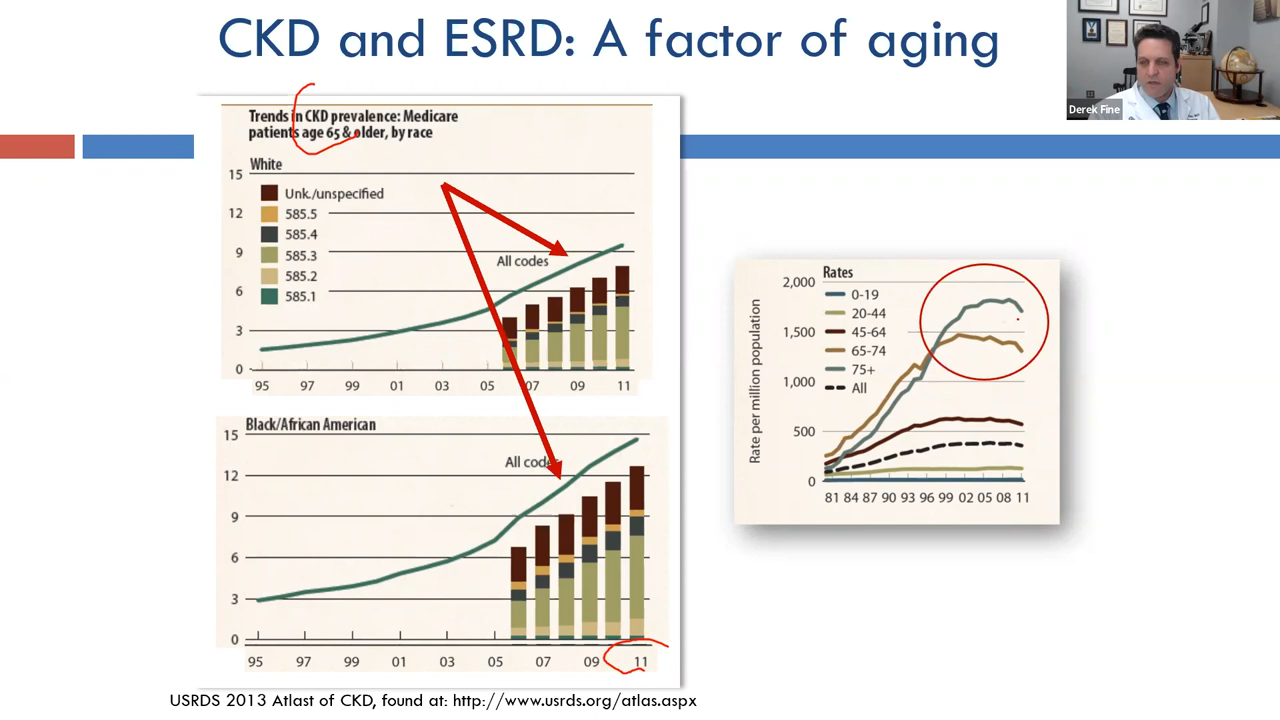 CKD and ESRD: A factor of aging
Derek Fine
Trends in CKD prevalence: Medicare
patients age 65 & older, by race
White
15
12
9
6
3
0
Unk./unspecified
585.5
585.4
585.3
585.2
585.1
All codes
95 97 99 01 03 05 07 09 11
Black/African American
15
12
9
6
3
0
All codes
95 97 99 01 03 05 07 09 11
Rates
Rate per million population
2,000
1,500
1,000
500
0
0-19
20-44
45-64
65-74
75+
All
81 84 87 90 93 96 99 02 05 08 11
USRDS 2013 Atlast of CKD, found at: http://www.usrds.org/atlas.aspx